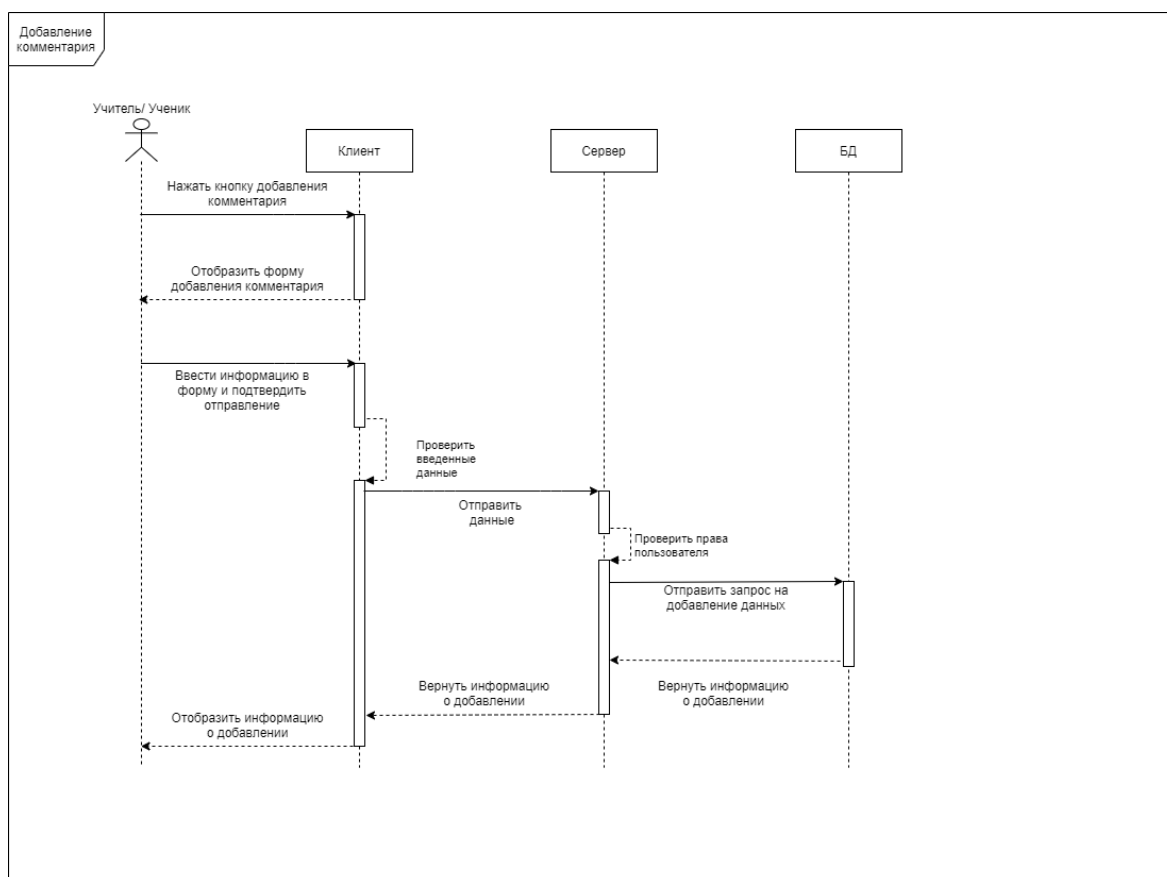 Добавление
комментария
Учитель/ Ученик
Клиент
Сервер
БД
Нажать кнопку добавления
комментария
Отобразить форму
добавления комментария
Ввести информацию в
форму и подтвердить
отправление
Проверить
введенные
данные
Отправить
данные
Проверить права
пользователя
Отправить запрос на
добавление данных
Вернуть информацию
о добавлении
Вернуть информацию
о добавлении
Отобразить информацию
о добавлении